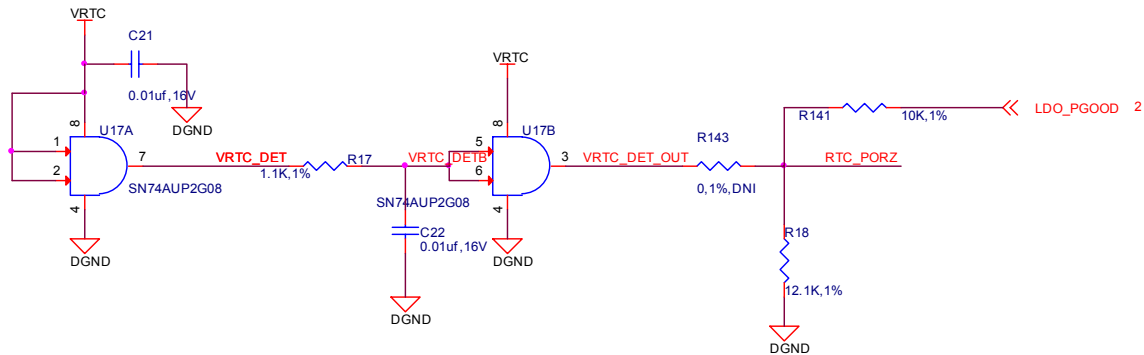 VRTC
C21
0.01uf,16V
DGND
8
U17A
1
2
7
4
SN74AUP2G08
DGND
VRTC_DET
R17
1.1K,1%
VRTC_DETB
SN74AUP2G08
C22
0.01uf,16V
DGND
VRTC
8
U17B
5
6
3
4
DGND
VRTC_DET_OUT
R143
0,1%,DNI
R141
10K,1%
LDO_PGOOD 2
RTC_PORZ
R18
12.1K,1%
DGND